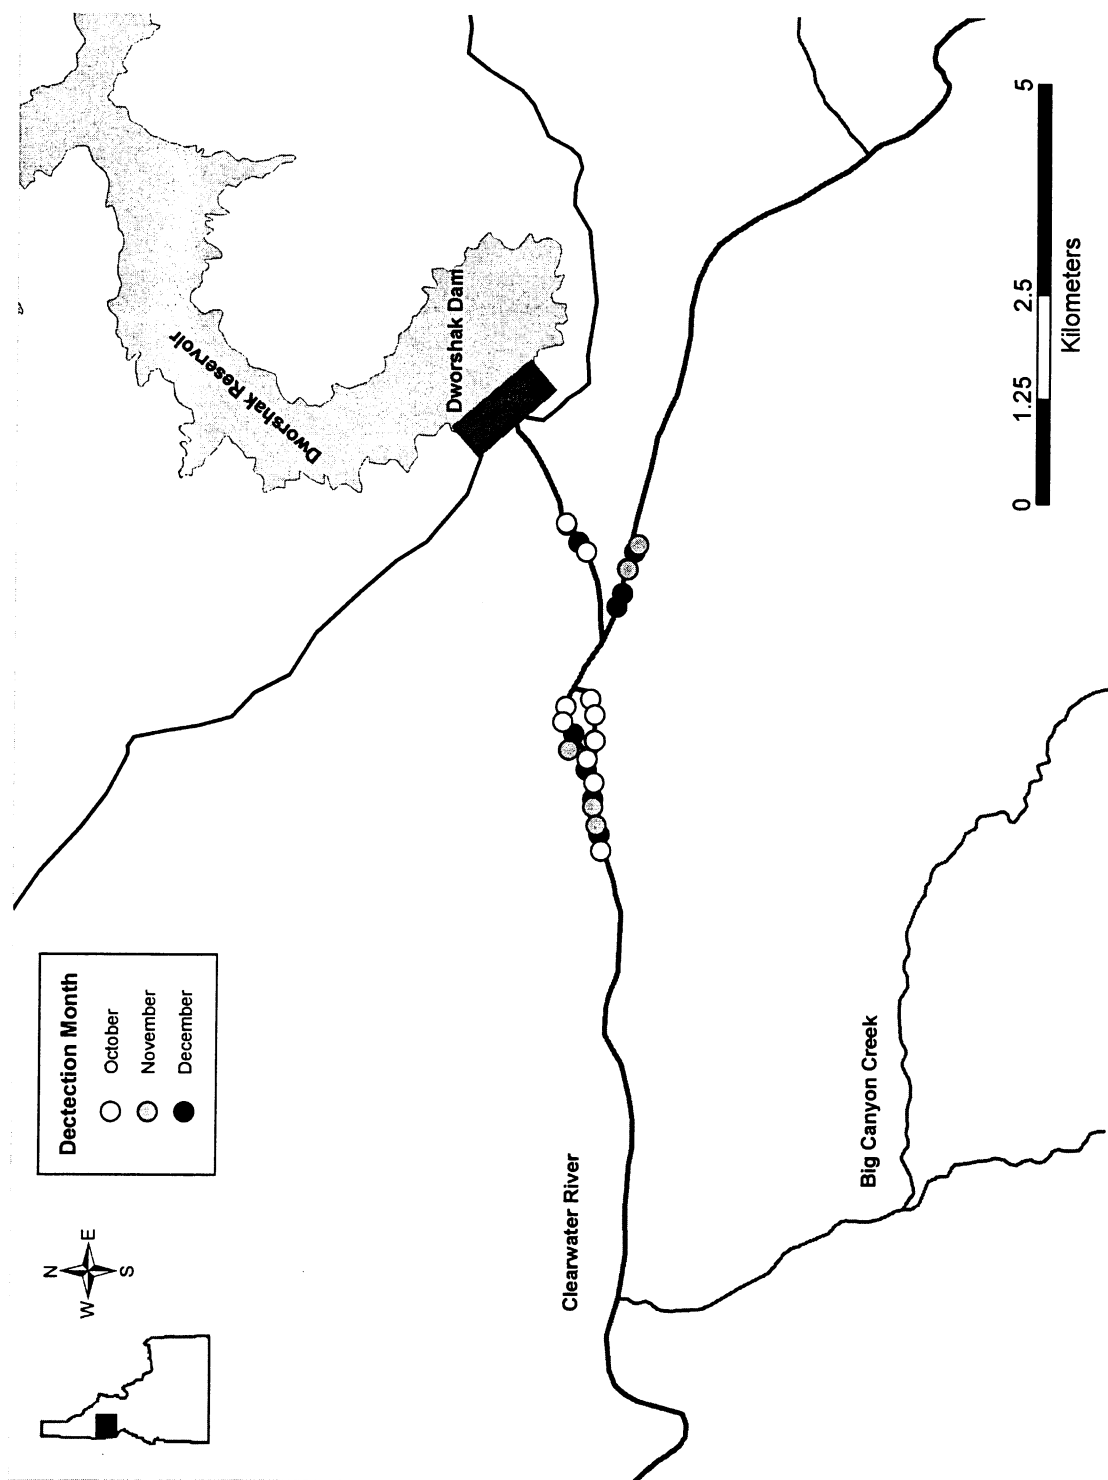 N
W
E
S
Dectection Month
October
November
December
Dworshak Reservoir
Dworshak Dam
Clearwater River
Big Canyon Creek
0 1.25 2.5 5
Kilometers